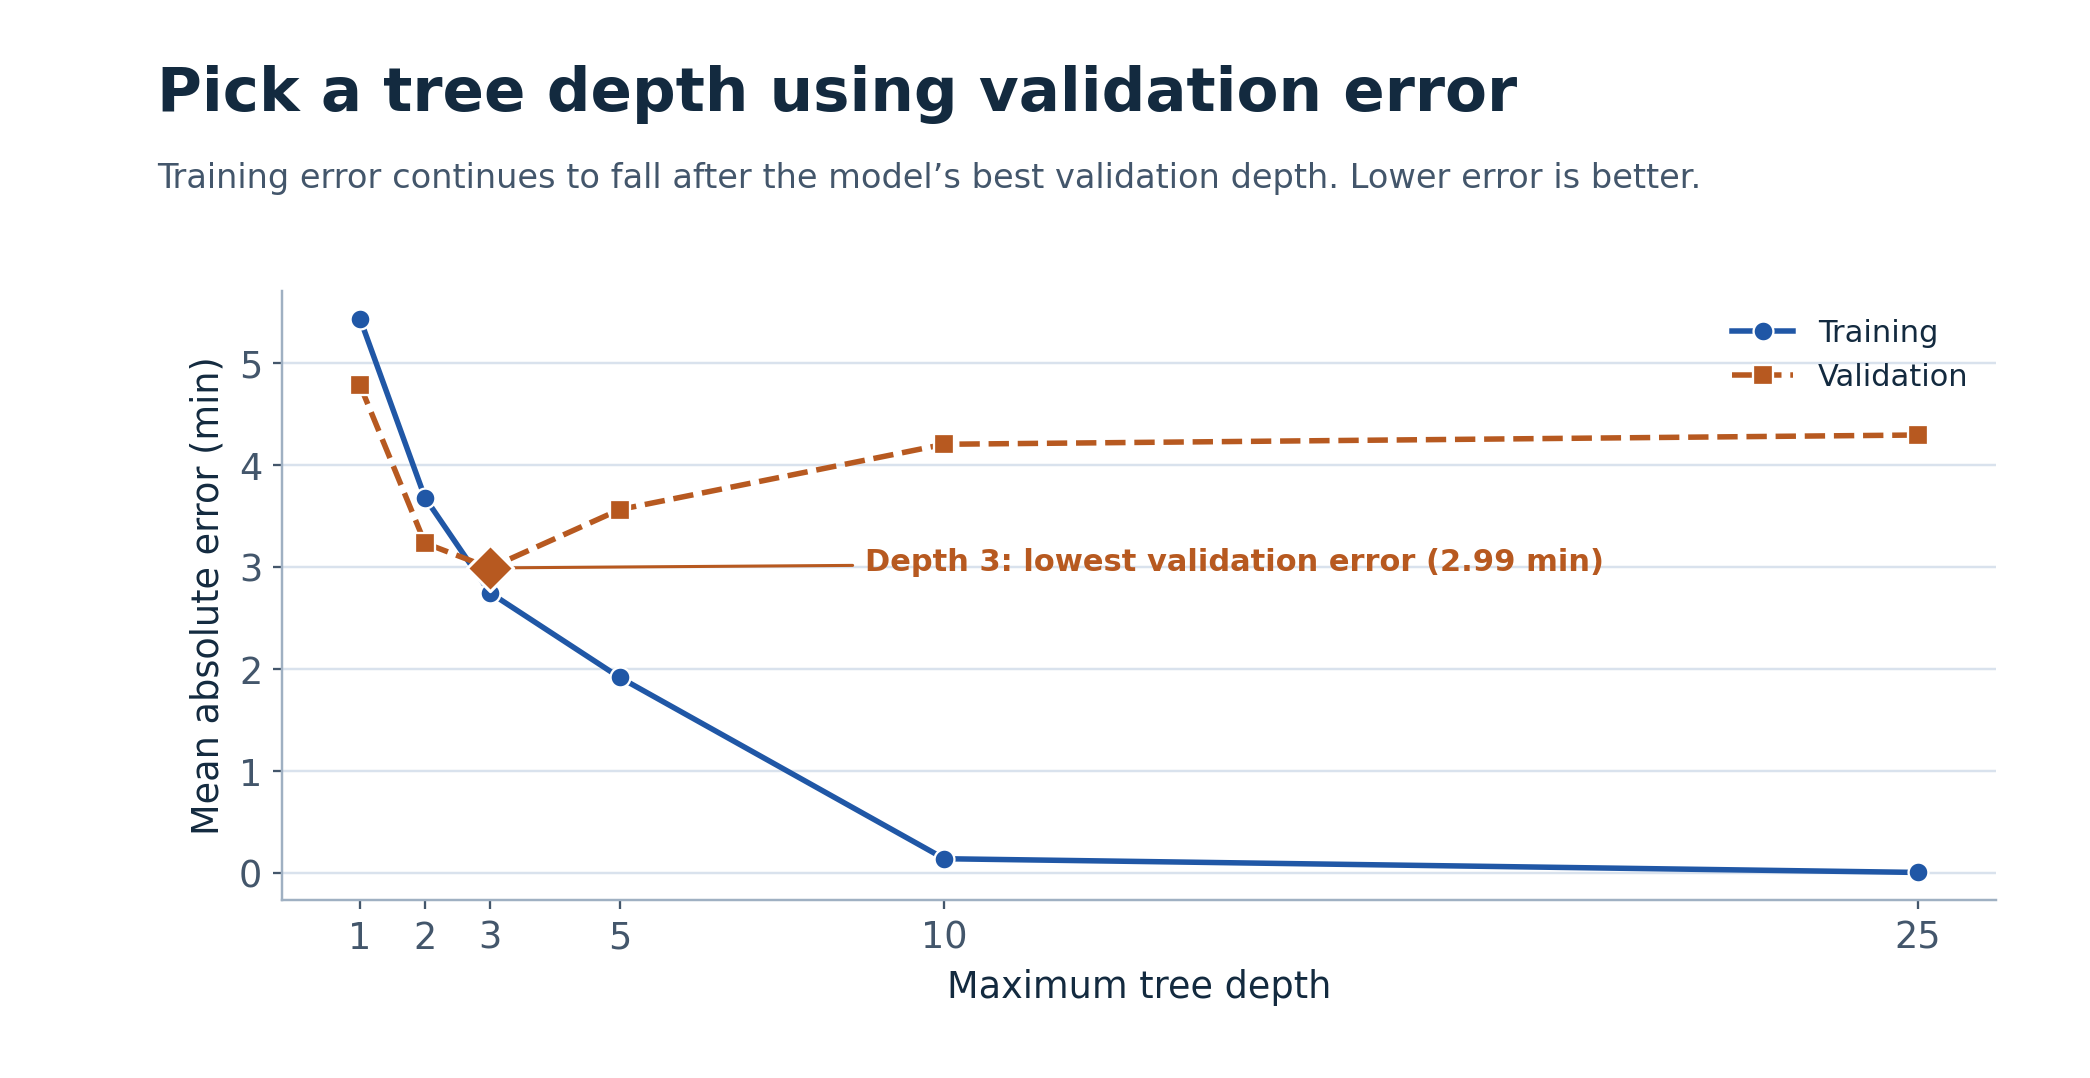 Pick a tree depth using validation error
Training error continues to fall after the model’s best validation depth. Lower error is better.
Training
Validation
Mean absolute error (min)
5
4
3
2
1
0
Depth 3: lowest validation error (2.99 min)
1 2 3 5 10 25
Maximum tree depth